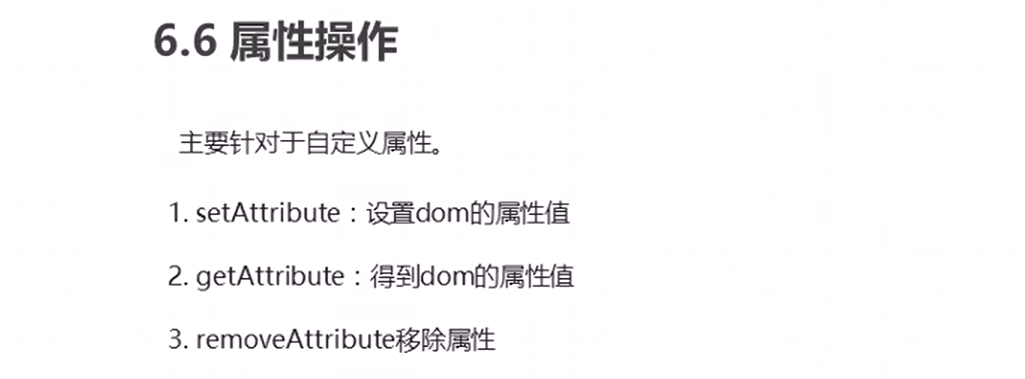 6.6 属性操作
主要针对于自定义属性。
1. setAttribute：设置dom的属性值
2. getAttribute：得到dom的属性值
3. removeAttribute移除属性